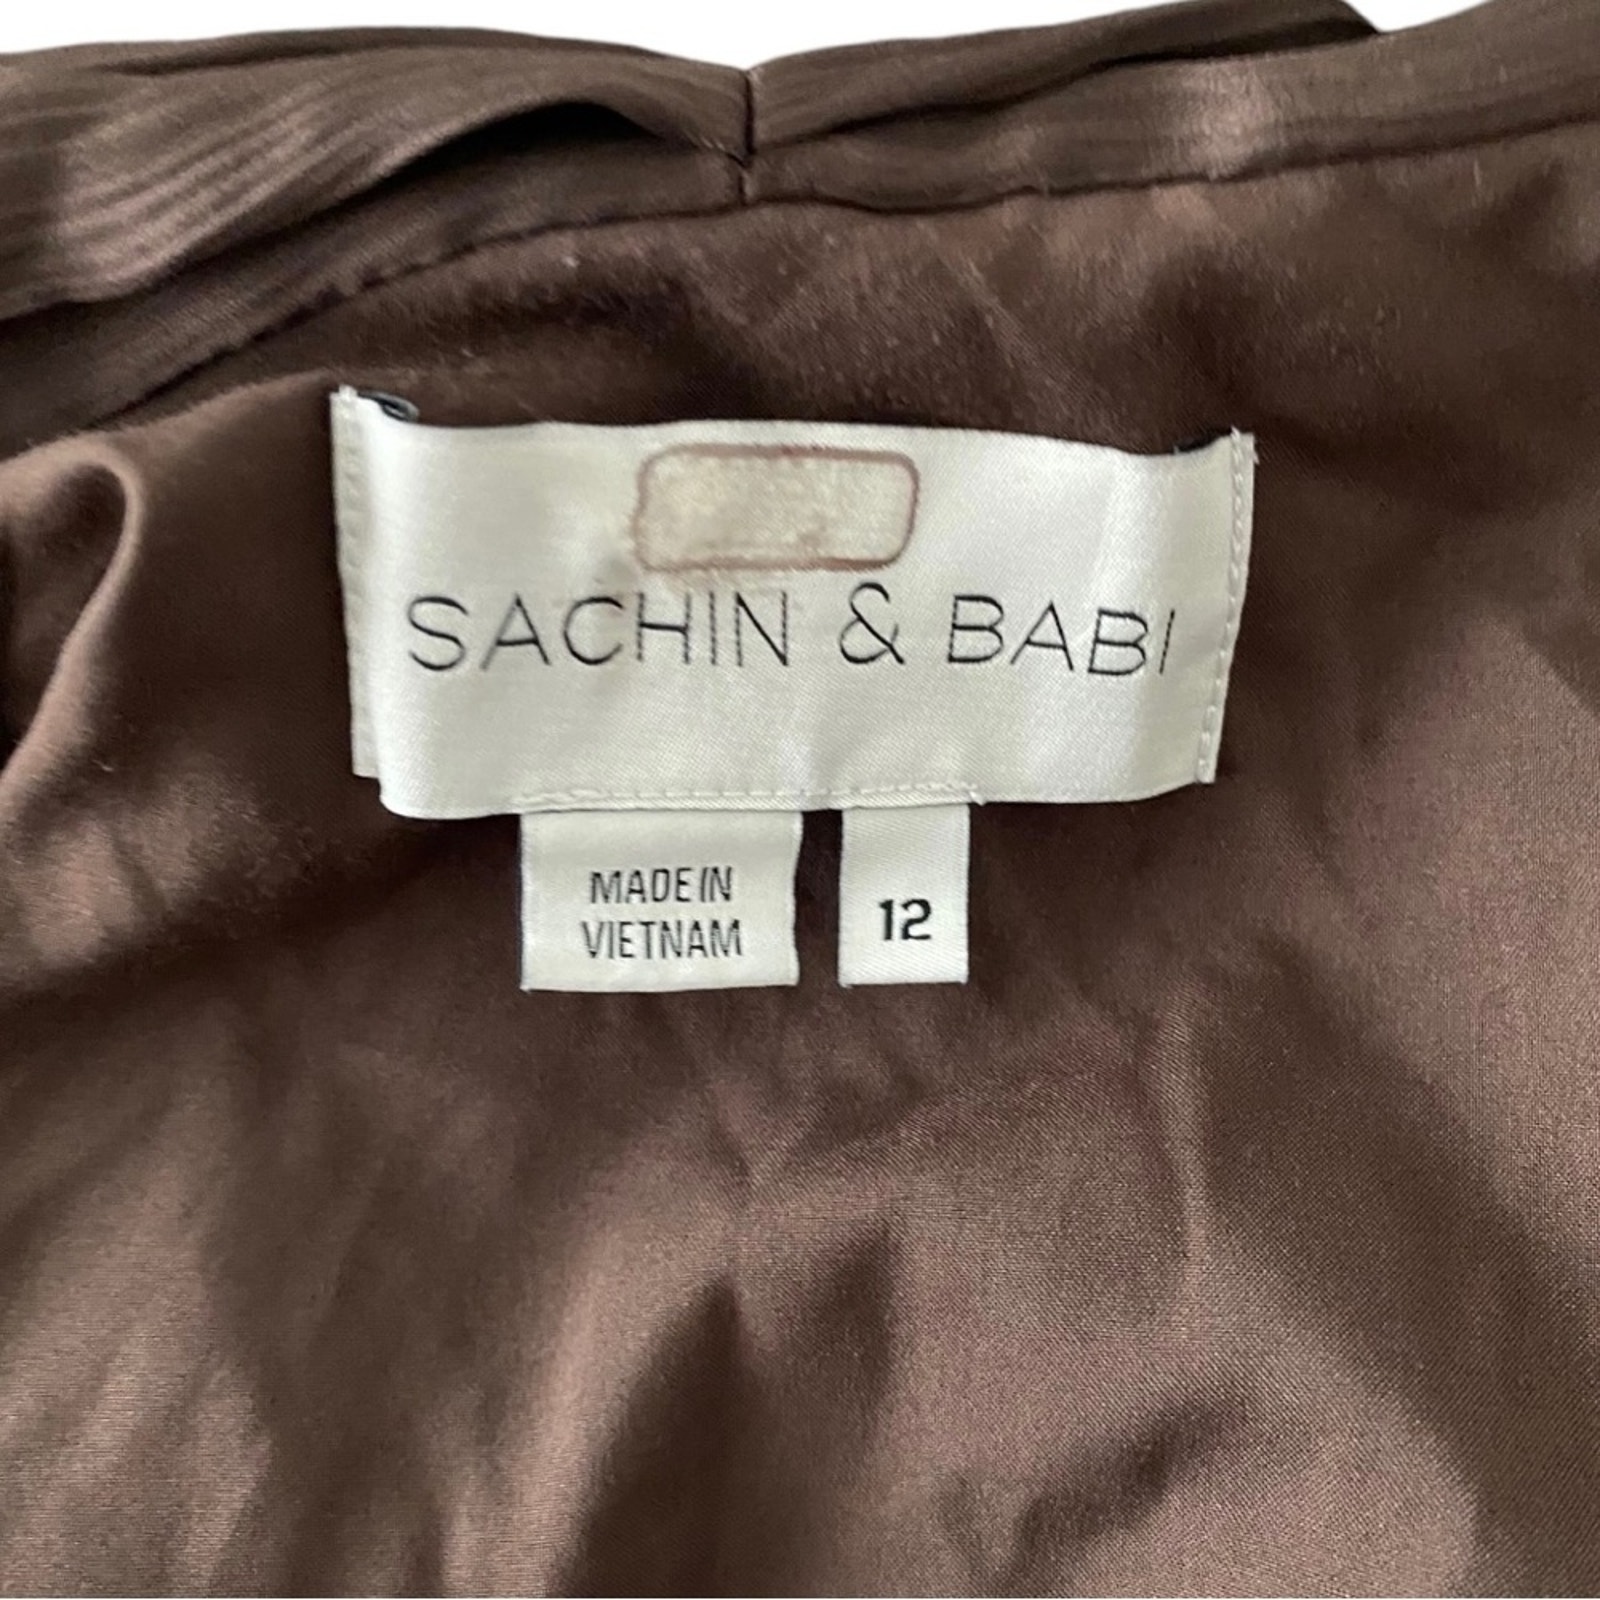 SACHIN & BABI
MADE IN
VIETNAM
12